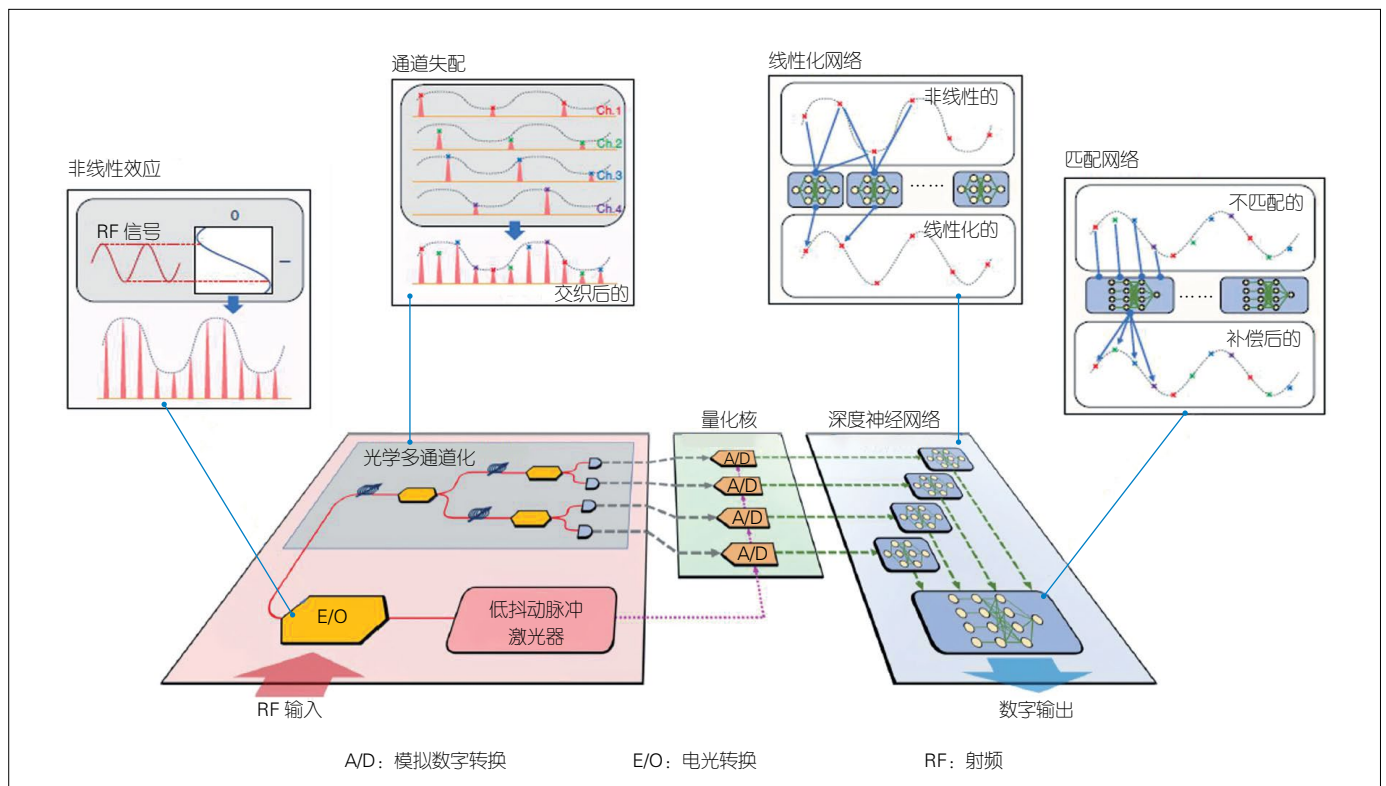 通道失配
Ch.1
Ch.2
Ch.3
Ch.4
交织后的
线性化网络
非线性的
线性化的
非线性效应
RF 信号
0
I
匹配网络
不匹配的
补偿后的
光学多通道化
量化核
深度神经网络
A/D
A/D
A/D
A/D
E/O
低抖动脉冲
激光器
RF 输入
数字输出
A/D：模拟数字转换
E/O：电光转换
RF：射频